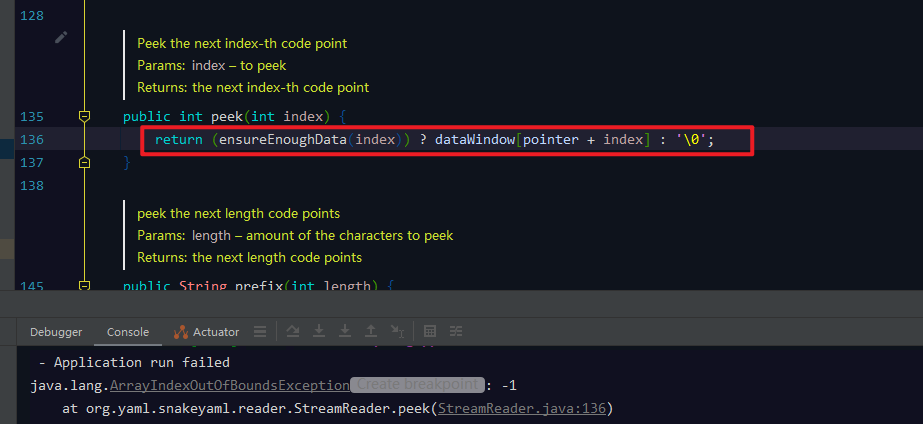 128
Peek the next index-th code point
Params: index – to peek
Returns: the next index-th code point
135 public int peek(int index) {
136 return (ensureEnoughData(index)) ? dataWindow[pointer + index] : '\0';
137 }
138
peek the next length code points
Params: length – amount of the characters to peek
Returns: the next length code points
145 public String prefix(int length) {
Debugger Console Actuator
- Application run failed
java.lang.ArrayIndexOutOfBoundsException Create breakpoint : -1
at org.yaml.snakeyaml.reader.StreamReader.peek(StreamReader.java:136)